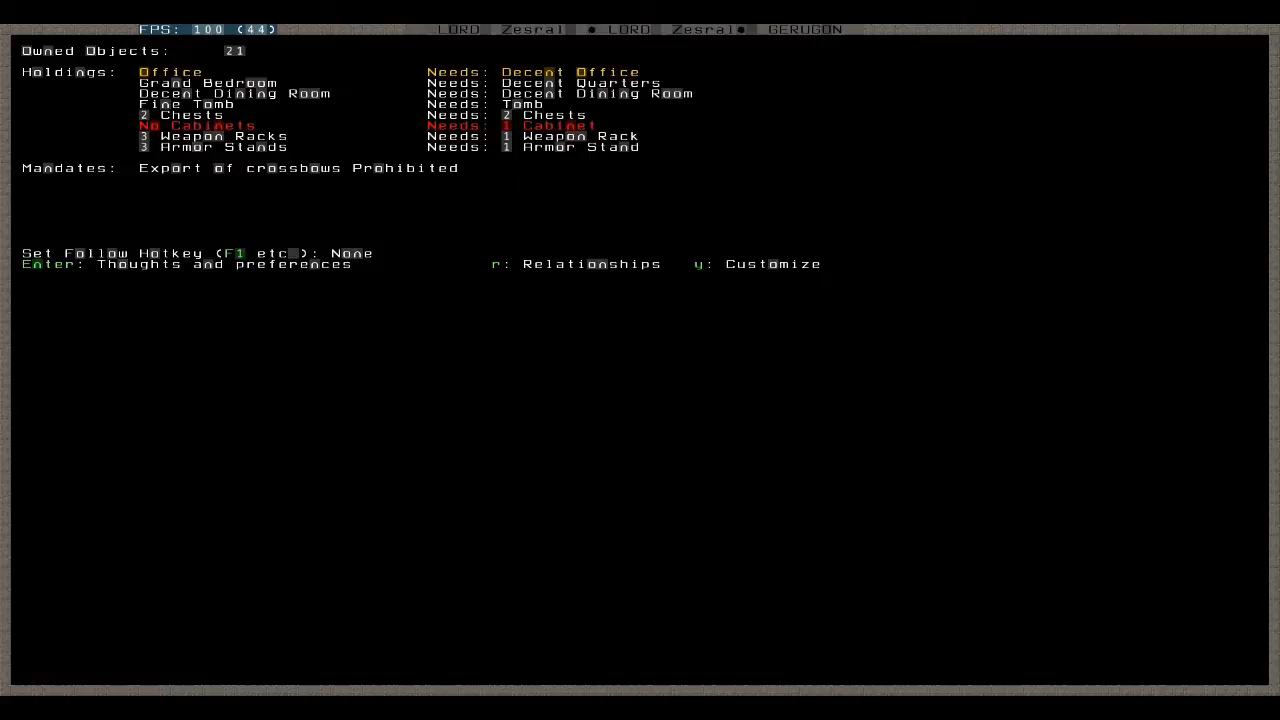 FPS: 100 (44) LORD Zesral ● LORD Zesral● GERUGON
Owned Objects: 21
Holdings: Office Needs: Decent Office
Grand Bedroom Needs: Decent Quarters
Decent Dining Room Needs: Decent Dining Room
Fine Tomb Needs: Tomb
2 Chests Needs: 2 Chests
No Cabinets Needs: 1 Cabinet
3 Weapon Racks Needs: 1 Weapon Rack
3 Armor Stands Needs: 1 Armor Stand
Mandates: Export of crossbows Prohibited
Set Follow Hotkey (F1 etc.): None
Enter: Thoughts and preferences r: Relationships y: Customize